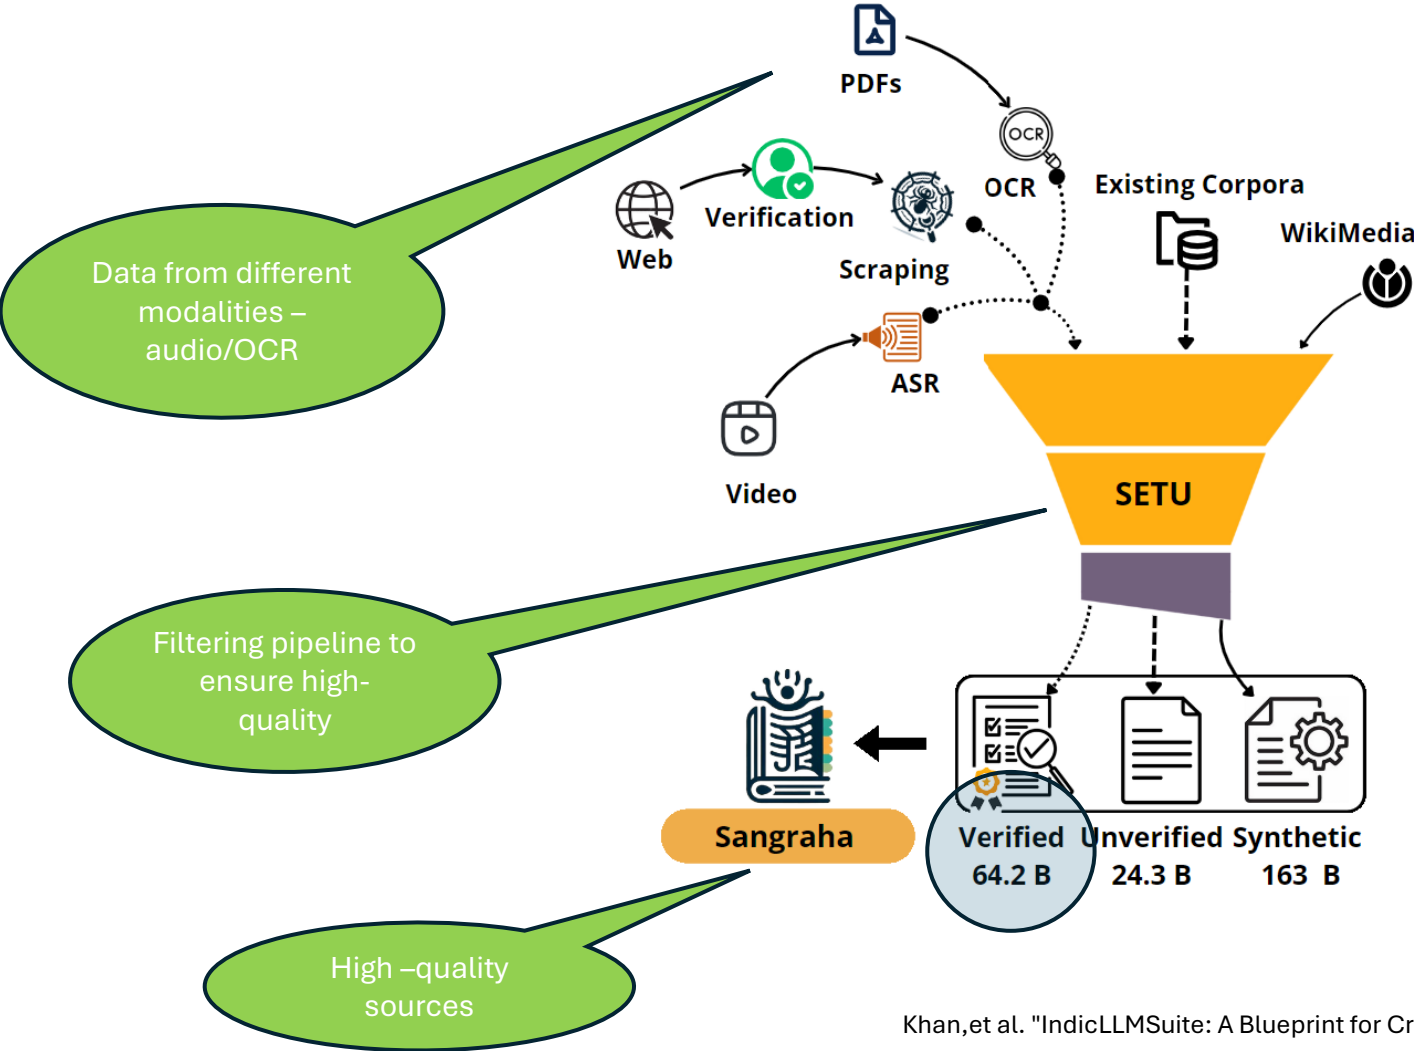 PDFs
OCR
OCR
Existing Corpora
WikiMedia
Verification
Web
Scraping
ASR
Video
Data from different
modalities –
audio/OCR
SETU
Filtering pipeline to
ensure high-
quality
Sangraha
Verified
64.2 B
Unverified
24.3 B
Synthetic
163 B
High –quality
sources
Khan,et al. "IndicLLMSuite: A Blueprint for Cr